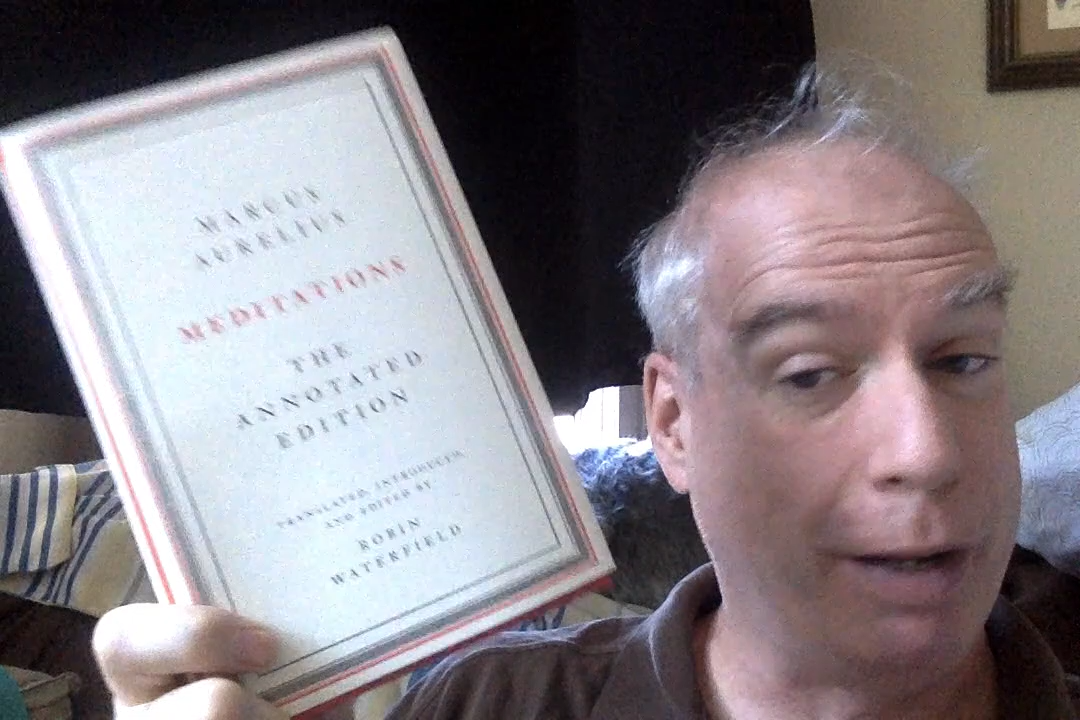 MARCUS
AURELIUS
MEDITATIONS
THE
ANNOTATED
EDITION
TRANSLATED, INTRODUCED,
AND EDITED BY
ROBIN
WATERFIELD